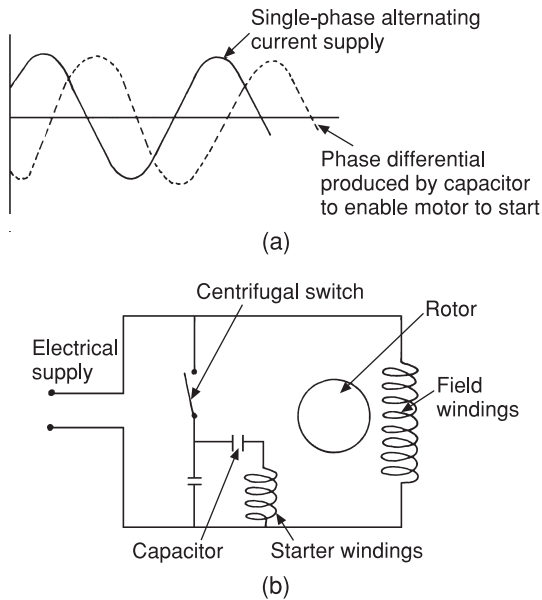 Single-phase alternating
current supply
Phase differential
produced by capacitor
to enable motor to start
(a)
Centrifugal switch
Rotor
Electrical
supply
Field
windings
Capacitor
Starter windings
(b)